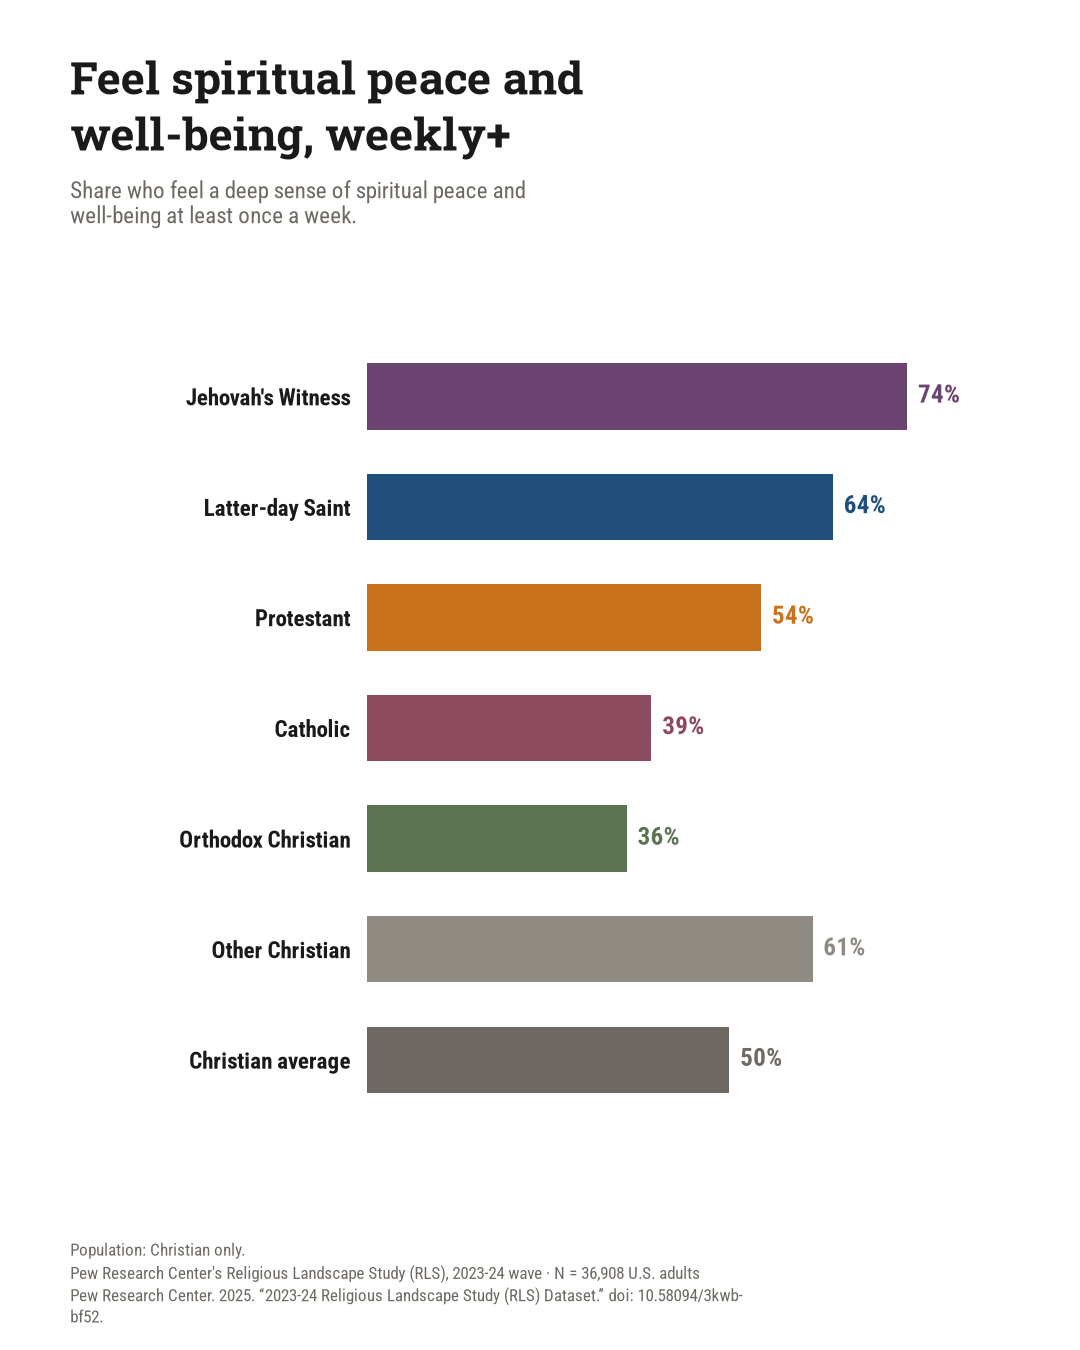 Feel spiritual peace and
well-being, weekly+
Share who feel a deep sense of spiritual peace and
well-being at least once a week.
Jehovah's Witness
74%
Latter-day Saint
64%
Protestant
54%
Catholic
39%
Orthodox Christian
36%
Other Christian
61%
Christian average
50%
Population: Christian only.
Pew Research Center's Religious Landscape Study (RLS), 2023-24 wave · N = 36,908 U.S. adults
Pew Research Center. 2025. “2023-24 Religious Landscape Study (RLS) Dataset.” doi: 10.58094/3kwb-
bf52.